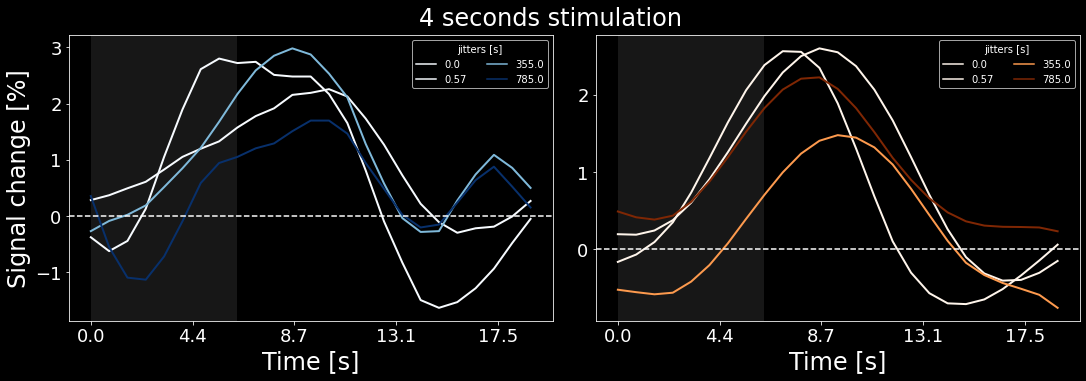 4 seconds stimulation
Signal change [%]
3
2
1
0
−1
jitters [s]
0.0 355.0
0.57 785.0
0.0 4.4 8.7 13.1 17.5
Time [s]
2
1
0
jitters [s]
0.0 355.0
0.57 785.0
0.0 4.4 8.7 13.1 17.5
Time [s]